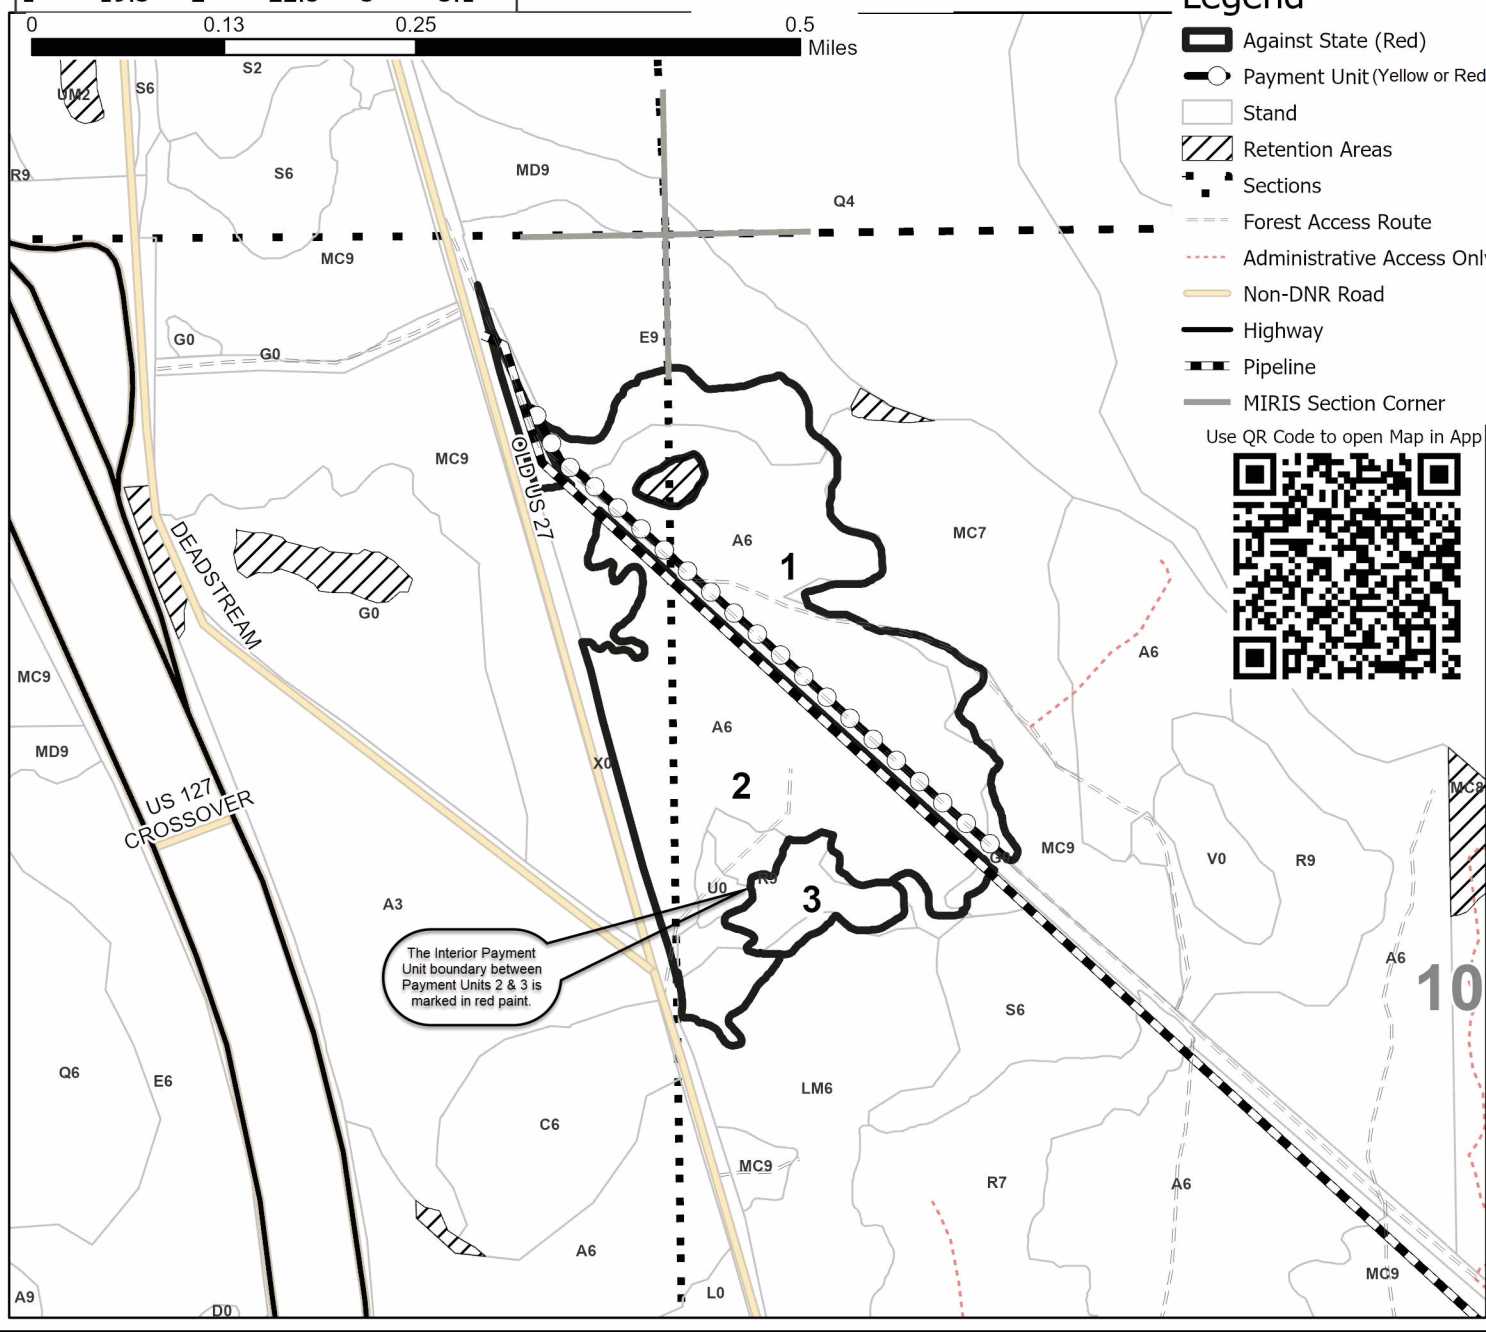 0 0.13 0.25 0.5 Miles
Legend
Against State (Red)
Payment Unit (Yellow or Red
Stand
Retention Areas
Sections
Forest Access Route
Administrative Access Only
Non-DNR Road
Highway
Pipeline
MIRIS Section Corner
Use QR Code to open Map in App
S2
UM2
S6
R9
S6
MD9
Q4
MC9
G0
G0
E9
MC9
OLD US 27
A6
1
MC7
DEADSTREAM
G0
A6
MC9
MD9
X0
A6
2
US 127
CROSSOVER
MC8
G0
MC9
V0
R9
U0
R5
3
A3
The Interior Payment
Unit boundary between
Payment Units 2 & 3 is
marked in red paint.
A6
10
S6
Q6
E6
LM6
C6
MC9
R7
A6
A6
MC9
A9
D0
L0